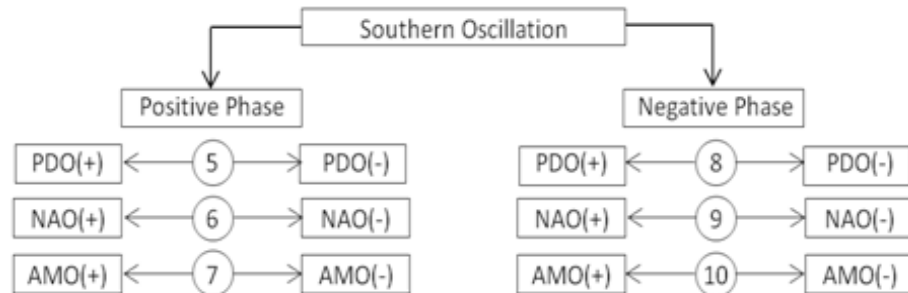 Southern Oscillation
Positive Phase Negative Phase
PDO(+) 5 PDO(-) PDO(+) 8 PDO(-)
NAO(+) 6 NAO(-) NAO(+) 9 NAO(-)
AMO(+) 7 AMO(-) AMO(+) 10 AMO(-)